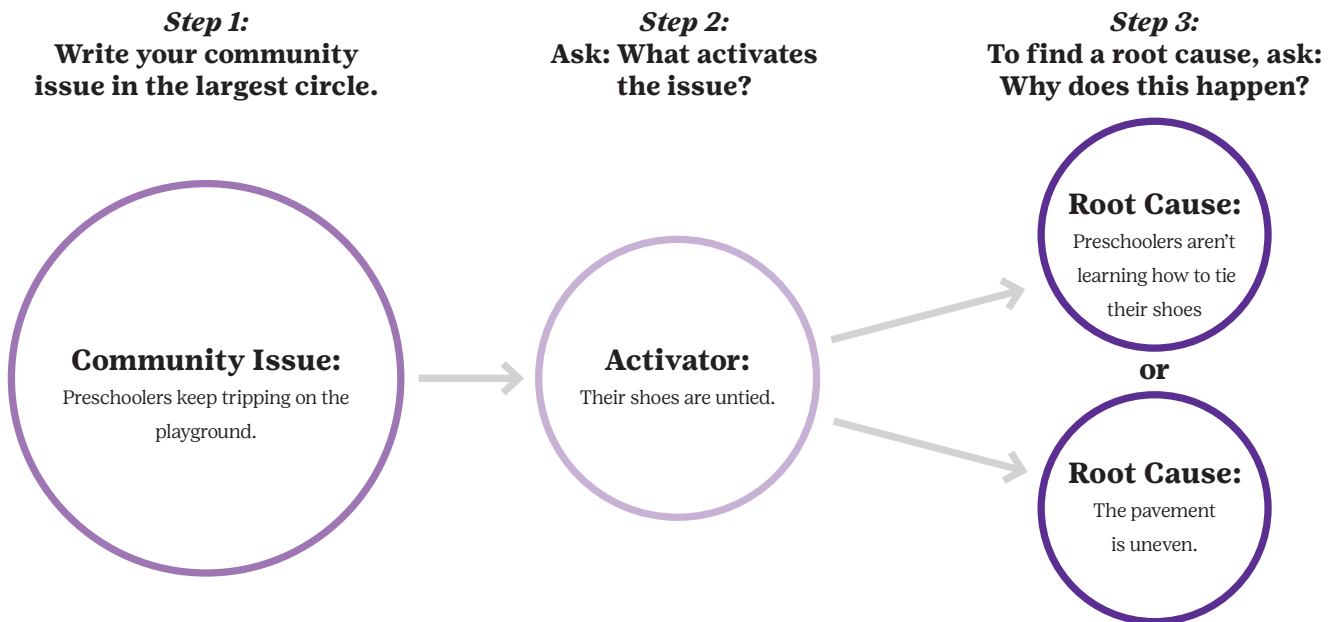 Step 1:
Write your community
issue in the largest circle.
Step 2:
Ask: What activates
the issue?
Step 3:
To find a root cause, ask:
Why does this happen?
Community Issue:
Preschoolers keep tripping on the
playground.
Activator:
Their shoes are untied.
Root Cause:
Preschoolers aren’t
learning how to tie
their shoes
or
Root Cause:
The pavement
is uneven.